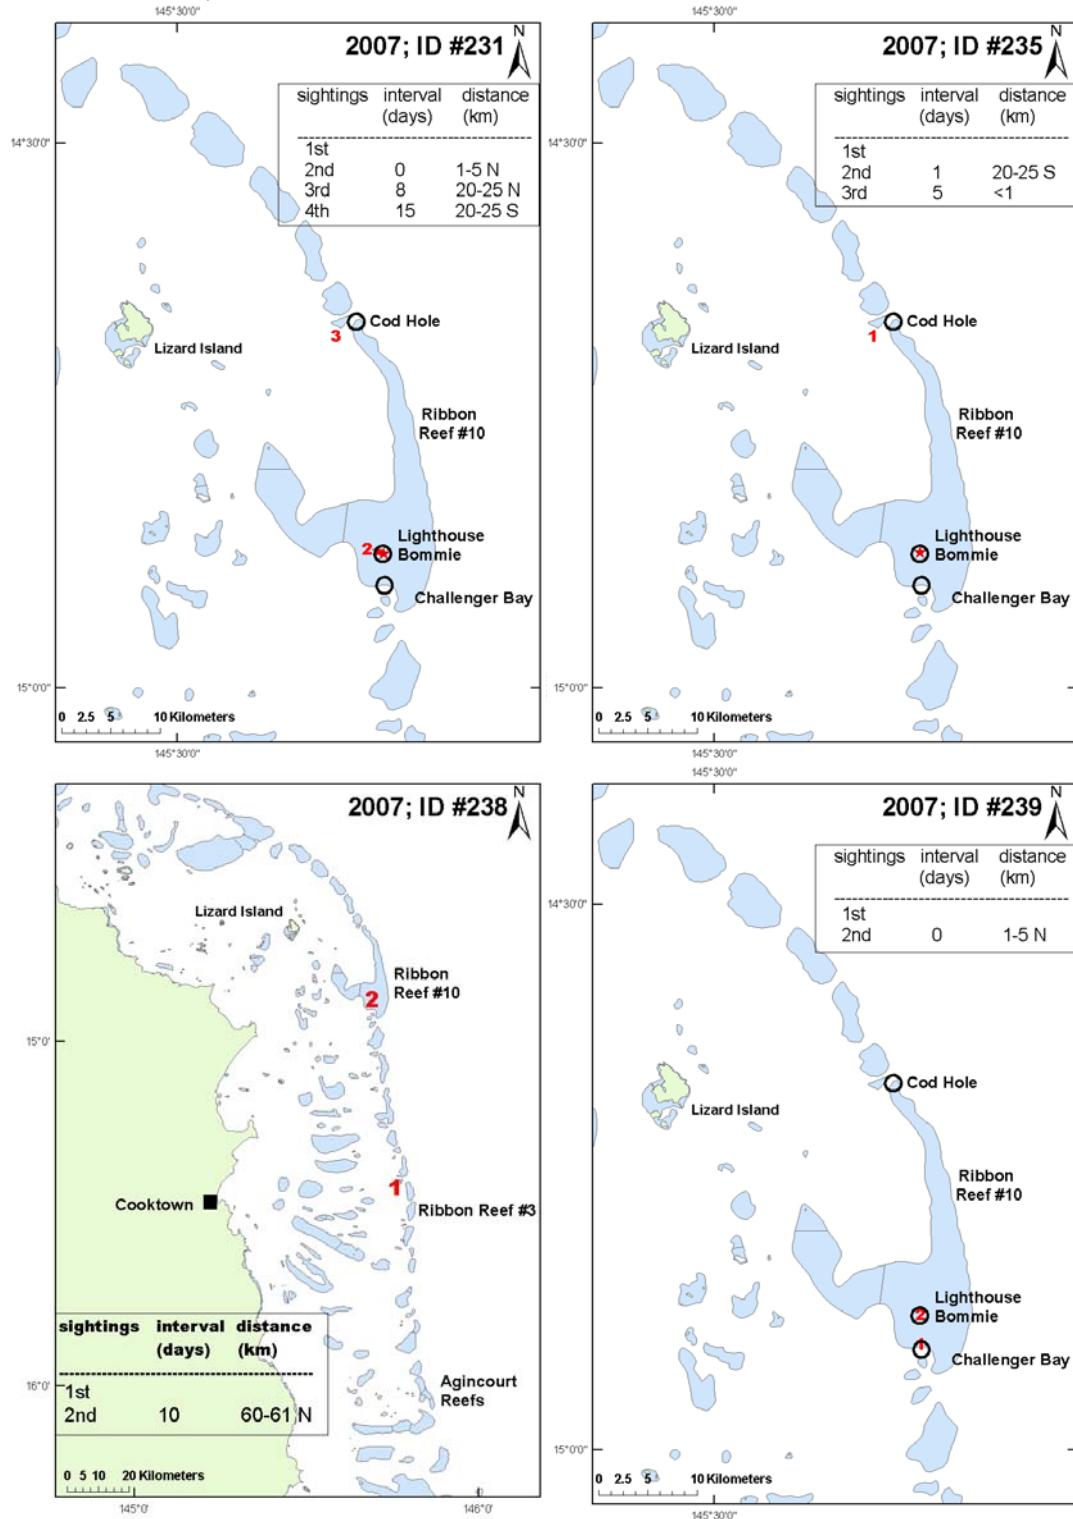 145°30'0"
2007; ID #231
N
sightings interval distance
(days) (km)
1st
2nd 0 1-5 N
3rd 8 20-25 N
4th 15 20-25 S
14°30'0"
Cod Hole
3
Lizard Island
Ribbon
Reef #10
Lighthouse
2
Bommie
Challenger Bay
15°0'0"
0 2.5 5 10 Kilometers
145°30'0"
145°30'0"
2007; ID #235
N
sightings interval distance
(days) (km)
1st
2nd 1 20-25 S
3rd 5 <1
14°30'0"
Cod Hole
1
Lizard Island
Ribbon
Reef #10
Lighthouse
Bommie
Challenger Bay
15°0'0"
0 2.5 5 10 Kilometers
145°30'0"
2007; ID #238
N
Lizard Island
Ribbon
Reef #10
2
15°0'
1
Cooktown
Ribbon Reef #3
sightings interval distance
(days) (km)
1st
2nd 10 60-61 N
Agincourt
Reefs
16°0'
0 5 10 20 Kilometers
145°0'
146°0'
145°30'0"
2007; ID #239
N
sightings interval distance
(days) (km)
1st
2nd 0 1-5 N
14°30'0"
Cod Hole
Lizard Island
Ribbon
Reef #10
Lighthouse
2
Bommie
1
Challenger Bay
15°0'0"
0 2.5 5 10 Kilometers
145°30'0"